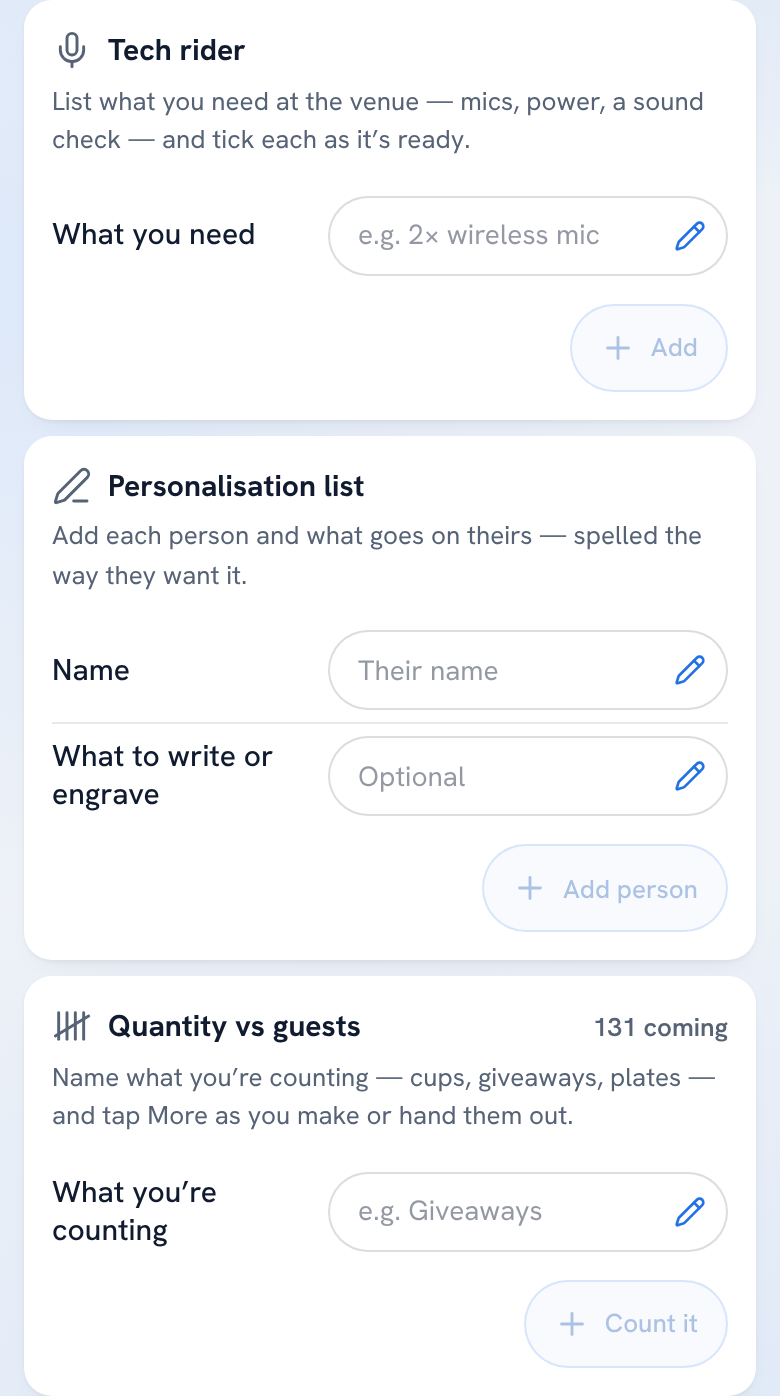 Tech rider
List what you need at the venue — mics, power, a sound
check — and tick each as it’s ready.
What you need
e.g. 2× wireless mic
Add
Personalisation list
Add each person and what goes on theirs — spelled the
way they want it.
Name
Their name
What to write or
engrave
Optional
Add person
Quantity vs guests
131 coming
Name what you’re counting — cups, giveaways, plates —
and tap More as you make or hand them out.
What you’re
counting
e.g. Giveaways
Count it